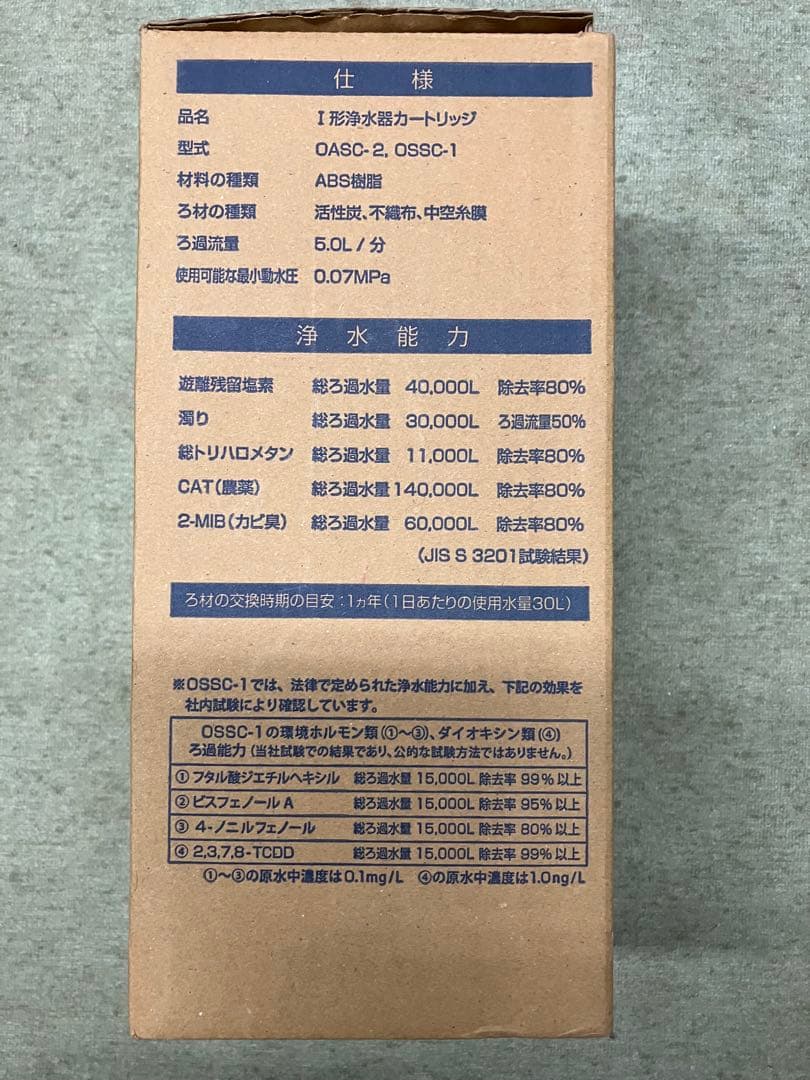 仕様
品名 I形浄水器カートリッジ
型式 OASC-2, OSSC-1
材料の種類 ABS樹脂
ろ材の種類 活性炭、不織布、中空糸膜
ろ過流量 5.0L / 分
使用可能な最小動水圧 0.07MPa
浄水能力
遊離残留塩素 総ろ過水量 40,000L 除去率80%
濁り 総ろ過水量 30,000L ろ過流量50%
総トリハロメタン 総ろ過水量 11,000L 除去率80%
CAT(農薬) 総ろ過水量 140,000L 除去率80%
2-MIB(カビ臭) 総ろ過水量 60,000L 除去率80%
(JIS S 3201試験結果)
ろ材の交換時期の目安:1ヵ年(1日あたりの使用水量30L)
※OSSC-1では、法律で定められた浄水能力に加え、下記の効果を
社内試験により確認しています。
OSSC-1の環境ホルモン類(①〜③)、ダイオキシン類(④)
ろ過能力(当社試験での結果であり、公的な試験方法ではありません。)
①フタル酸ジエチルヘキシル 総ろ過水量 15,000L 除去率 99%以上
②ビスフェノールA 総ろ過水量 15,000L 除去率 95%以上
③4-ノニルフェノール 総ろ過水量 15,000L 除去率 80%以上
④2,3,7,8-TCDD 総ろ過水量 15,000L 除去率 99%以上
①〜③の原水中濃度は0.1mg/L ④の原水中濃度は1.0ng/L